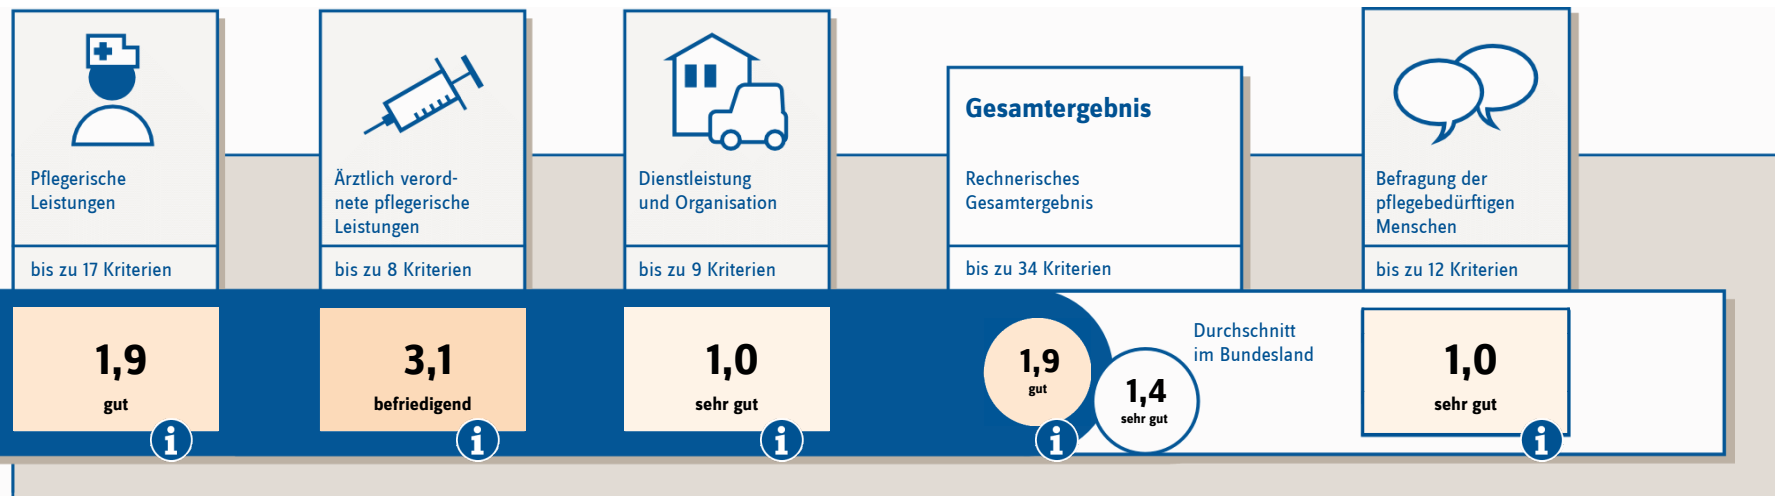 Pflegerische
Leistungen
bis zu 17 Kriterien
1,9
gut
i
Ärztlich verord-
nete pflegerische
Leistungen
bis zu 8 Kriterien
3,1
befriedigend
i
Dienstleistung
und Organisation
bis zu 9 Kriterien
1,0
sehr gut
i
Gesamtergebnis
Rechnerisches
Gesamtergebnis
bis zu 34 Kriterien
1,9
gut
i
1,4
sehr gut
Durchschnitt
im Bundesland
Befragung der
pflegebedürftigen
Menschen
bis zu 12 Kriterien
1,0
sehr gut
i